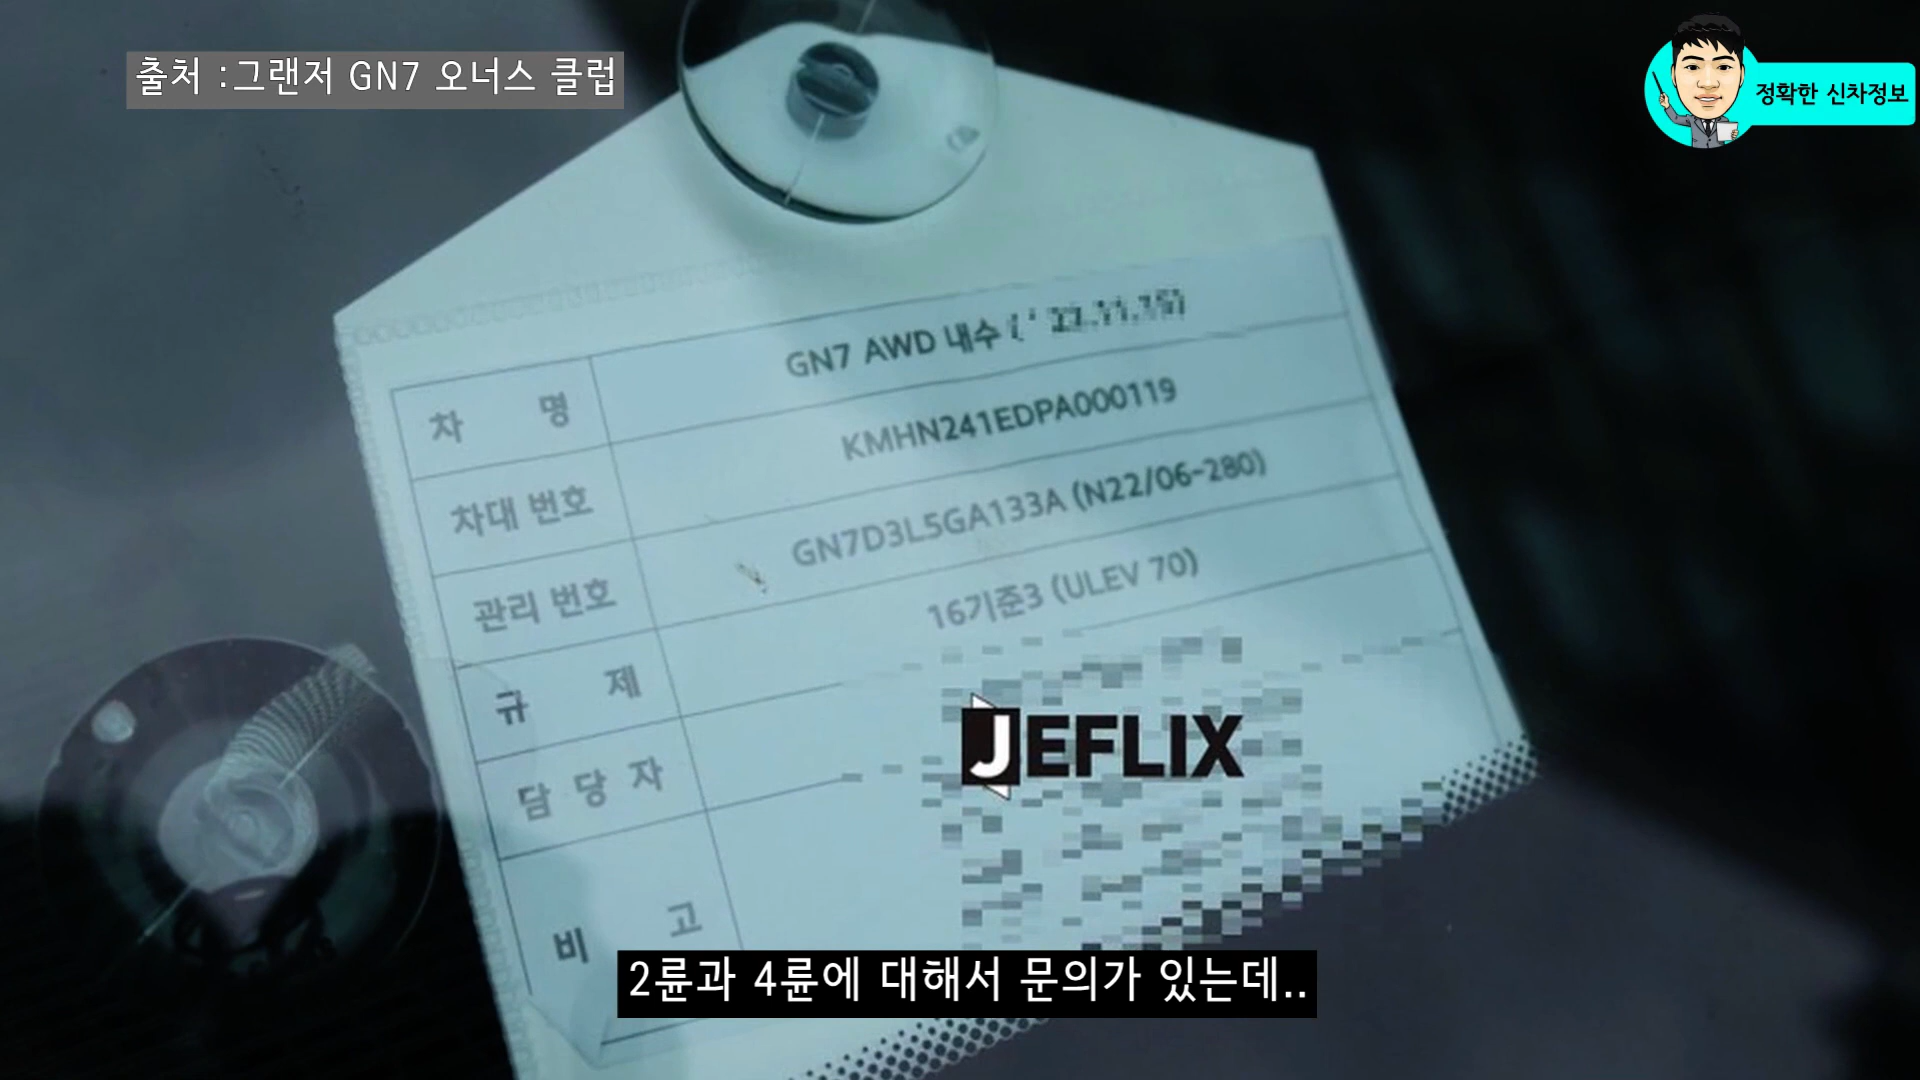 출처 :그랜저 GN7 오너스 클럽
정확한 신차정보
차 명 GN7 AWD 내수 ( ' 22.11.15)
차대 번호 KMHN241EDPA000119
관리 번호 GN7D3L5GA133A (N22/06-280)
규 제 16기준3 (ULEV 70)
담 당 자
JEFLIX
비 고
2륜과 4륜에 대해서 문의가 있는데..